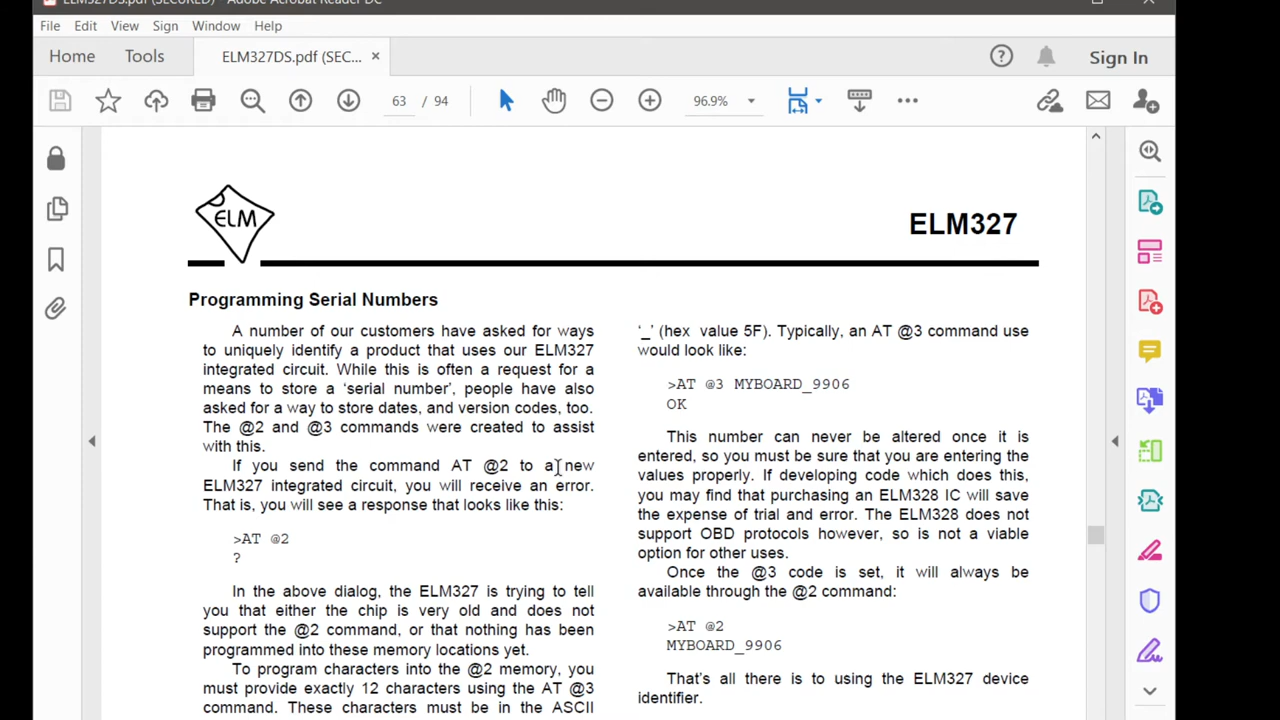 ELM327DS.pdf (SECURED) - Adobe Acrobat Reader DC
File Edit View Sign Window Help
Home Tools ELM327DS.pdf (SEC... × Sign In
63 / 94 96.9%
ELM
ELM327
Programming Serial Numbers
A number of our customers have asked for ways
to uniquely identify a product that uses our ELM327
integrated circuit. While this is often a request for a
means to store a ‘serial number’, people have also
asked for a way to store dates, and version codes, too.
The @2 and @3 commands were created to assist
with this.
If you send the command AT @2 to a new
ELM327 integrated circuit, you will receive an error.
That is, you will see a response that looks like this:
>AT @2
?
In the above dialog, the ELM327 is trying to tell
you that either the chip is very old and does not
support the @2 command, or that nothing has been
programmed into these memory locations yet.
To program characters into the @2 memory, you
must provide exactly 12 characters using the AT @3
command. These characters must be in the ASCII
‘_’ (hex value 5F). Typically, an AT @3 command use
would look like:
>AT @3 MYBOARD_9906
OK
This number can never be altered once it is
entered, so you must be sure that you are entering the
values properly. If developing code which does this,
you may find that purchasing an ELM328 IC will save
the expense of trial and error. The ELM328 does not
support OBD protocols however, so is not a viable
option for other uses.
Once the @3 code is set, it will always be
available through the @2 command:
>AT @2
MYBOARD_9906
That’s all there is to using the ELM327 device
identifier.